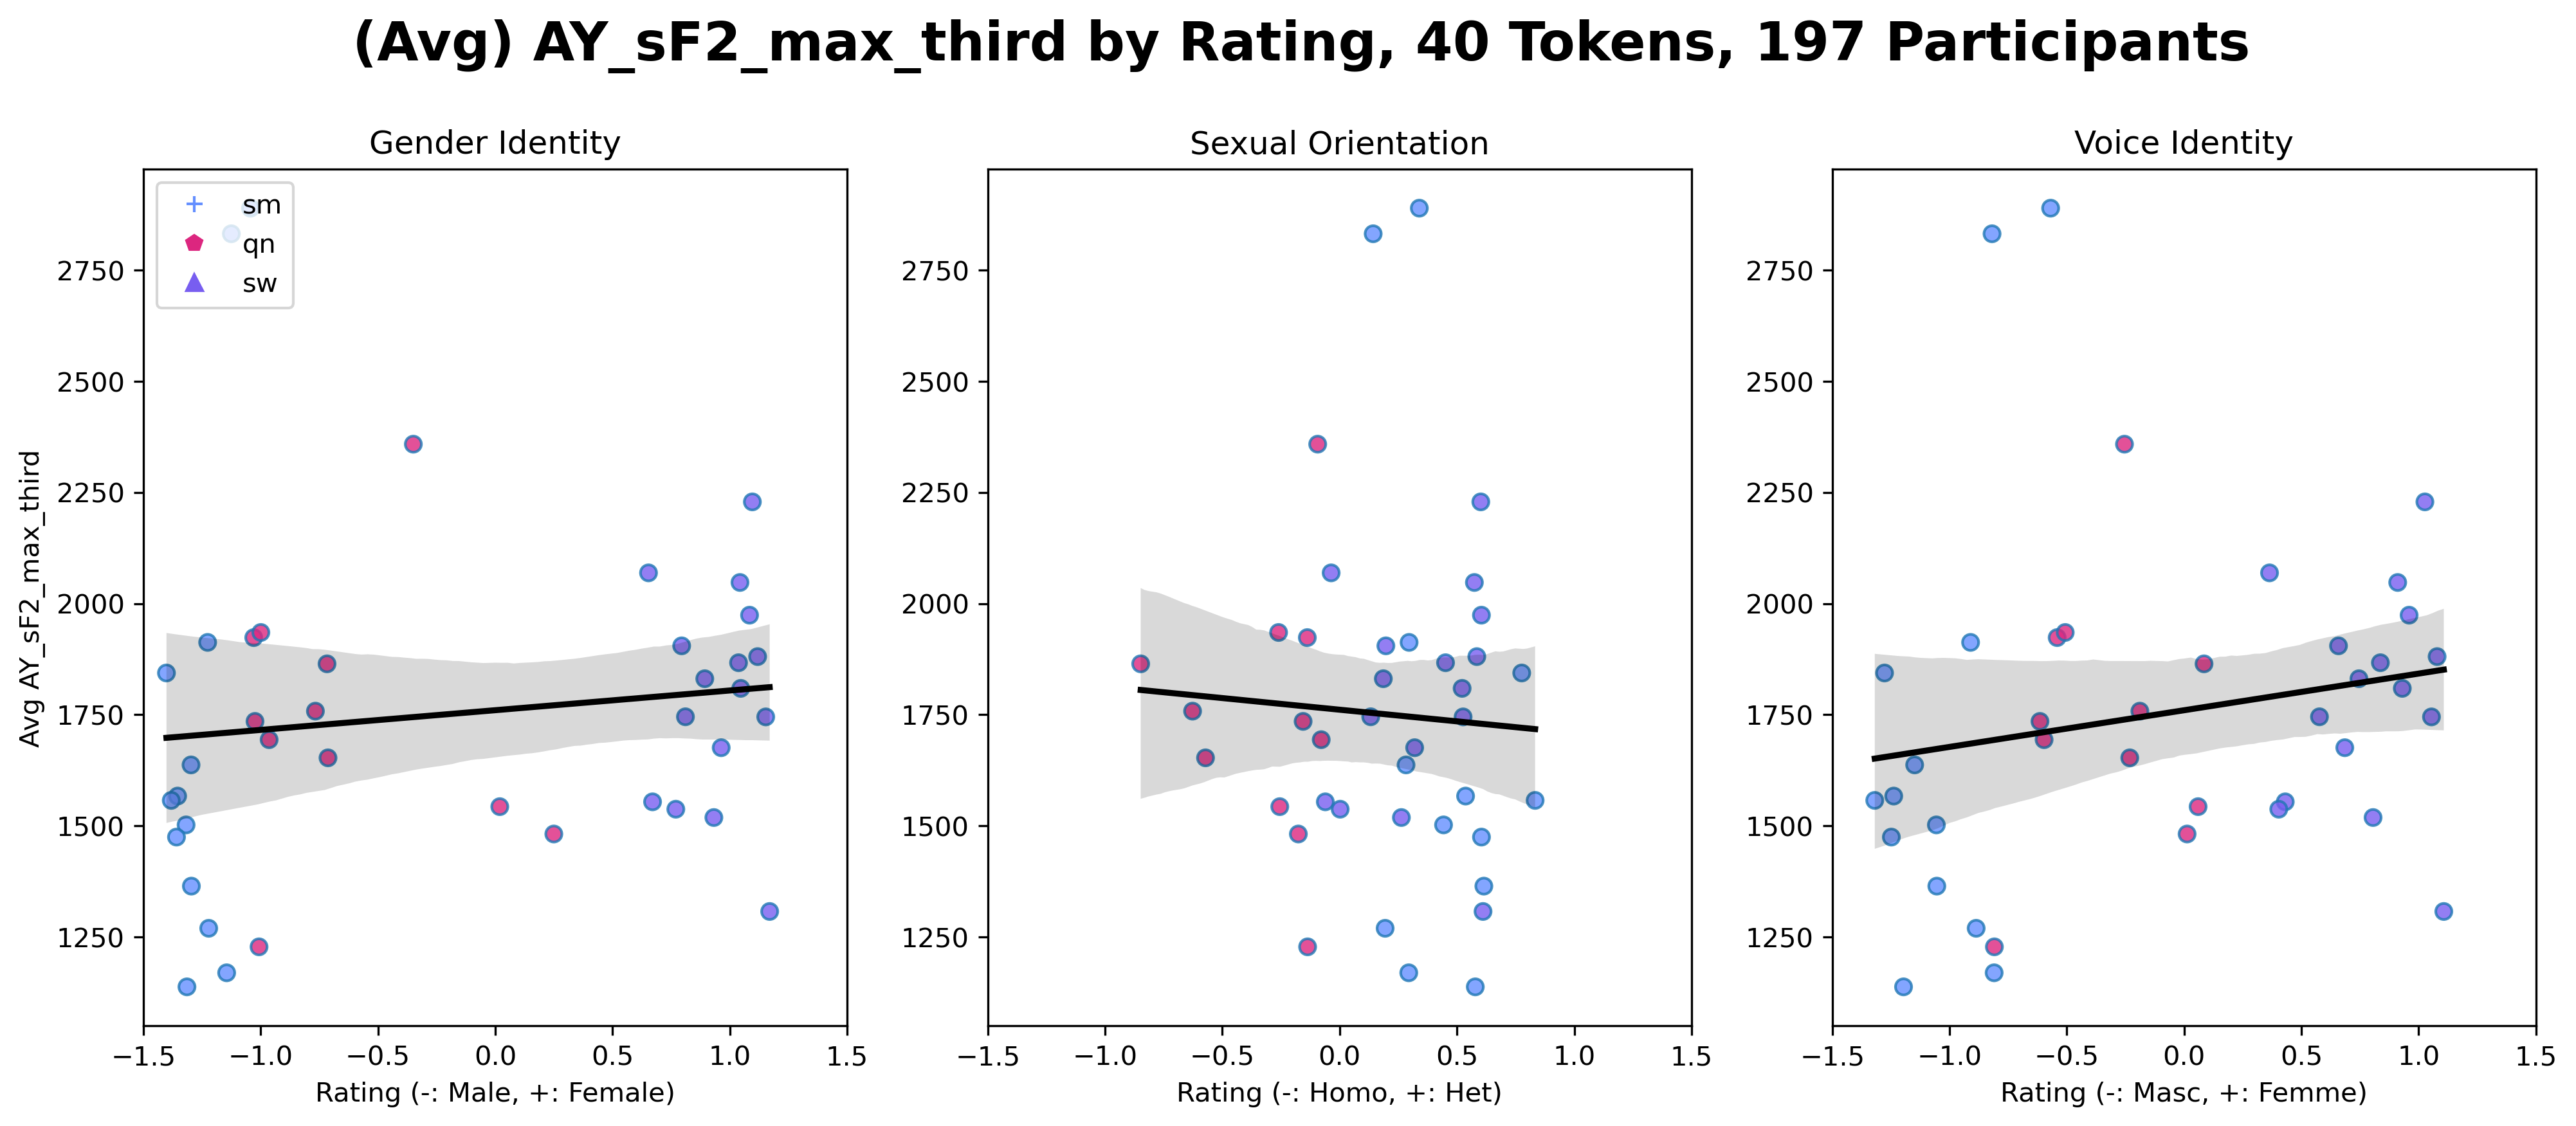 (Avg) AY_sF2_max_third by Rating, 40 Tokens, 197 Participants
Gender Identity
Sexual Orientation
Voice Identity
sm
qn
sw
Avg AY_sF2_max_third
2750
2500
2250
2000
1750
1500
1250
2750
2500
2250
2000
1750
1500
1250
2750
2500
2250
2000
1750
1500
1250
−1.5 −1.0 −0.5 0.0 0.5 1.0 1.5
−1.5 −1.0 −0.5 0.0 0.5 1.0 1.5
−1.5 −1.0 −0.5 0.0 0.5 1.0 1.5
Rating (-: Male, +: Female)
Rating (-: Homo, +: Het)
Rating (-: Masc, +: Femme)